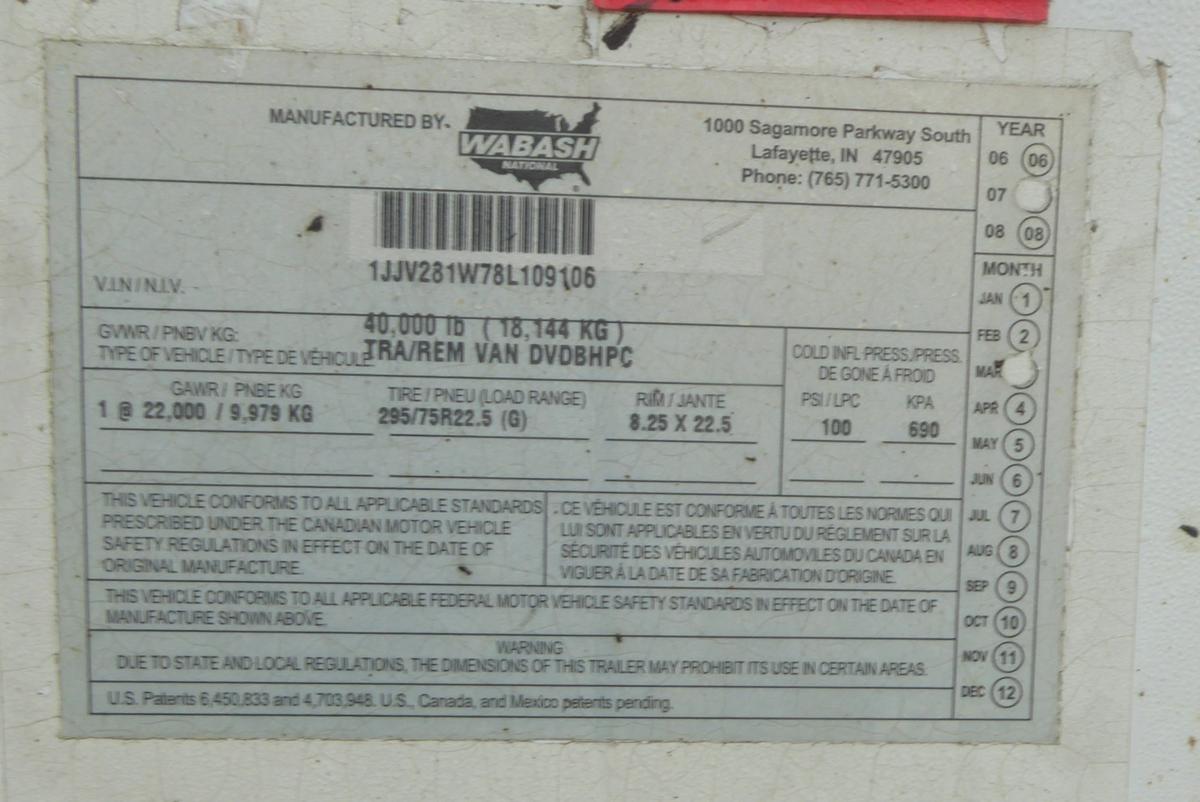 MANUFACTURED BY-
WABASH
NATIONAL
1000 Sagamore Parkway South
Lafayette, IN 47905
Phone: (765) 771-5300
YEAR
06 06
07
08 08
1JJV281W78L109106
V.I.N / N.I.V. -
MONTH
JAN 1
FEB 2
MAR
APR 4
MAY 5
JUN 6
JUL 7
AUG 8
SEP 9
OCT 10
NOV 11
DEC 12
GVWR / PNBV KG: 40,000 lb ( 18,144 KG )
TYPE OF VEHICLE / TYPE DE VÉHICULE TRA/REM VAN DVDBHPC
COLD INFL PRESS./PRESS.
DE GONE Á FROID
GAWR / PNBE KG TIRE / PNEU (LOAD RANGE) RIM / JANTE PSI / LPC KPA
1 @ 22,000 / 9,979 KG 295/75R22.5 (G) 8.25 X 22.5 100 690
THIS VEHICLE CONFORMS TO ALL APPLICABLE STANDARDS
PRESCRIBED UNDER THE CANADIAN MOTOR VEHICLE
SAFETY REGULATIONS IN EFFECT ON THE DATE OF
ORIGINAL MANUFACTURE.
CE VÉHICULE EST CONFORME Á TOUTES LES NORMES QUI
LUI SONT APPLICABLES EN VERTU DU RÉGLEMENT SUR LA
SÉCURITÉ DES VÉHICULES AUTOMOVILES DU CANADA EN
VIGUER Á LA DATE DE SA FABRICATION D'ORIGINE.
THIS VEHICLE CONFORMS TO ALL APPLICABLE FEDERAL MOTOR VEHICLE SAFETY STANDARDS IN EFFECT ON THE DATE OF
MANUFACTURE SHOWN ABOVE.
WARNING
DUE TO STATE AND LOCAL REGULATIONS, THE DIMENSIONS OF THIS TRAILER MAY PROHIBIT ITS USE IN CERTAIN AREAS.
U.S. Patents 6,450,833 and 4,703,948. U.S., Canada, and Mexico patents pending.